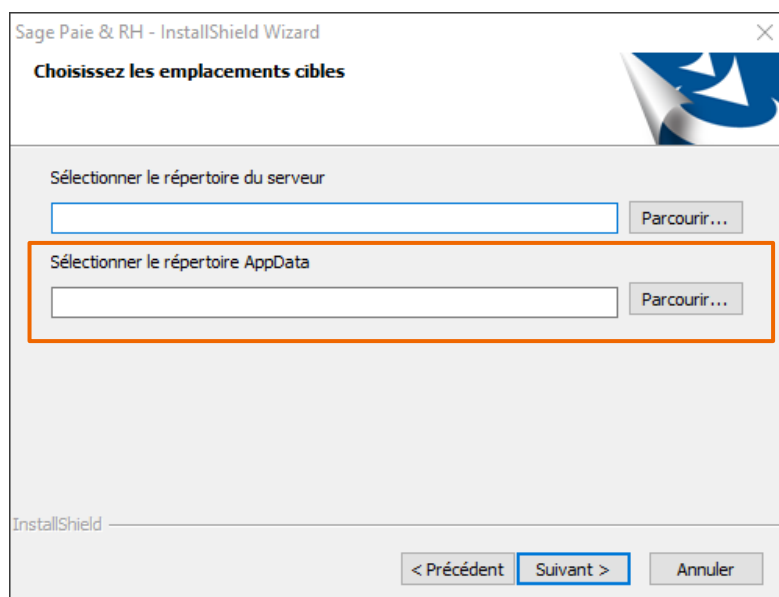 Sage Paie & RH - InstallShield Wizard
Choisissez les emplacements cibles
Sélectionner le répertoire du serveur
Parcourir...
Sélectionner le répertoire AppData
Parcourir...
InstallShield
< Précédent
Suivant >
Annuler